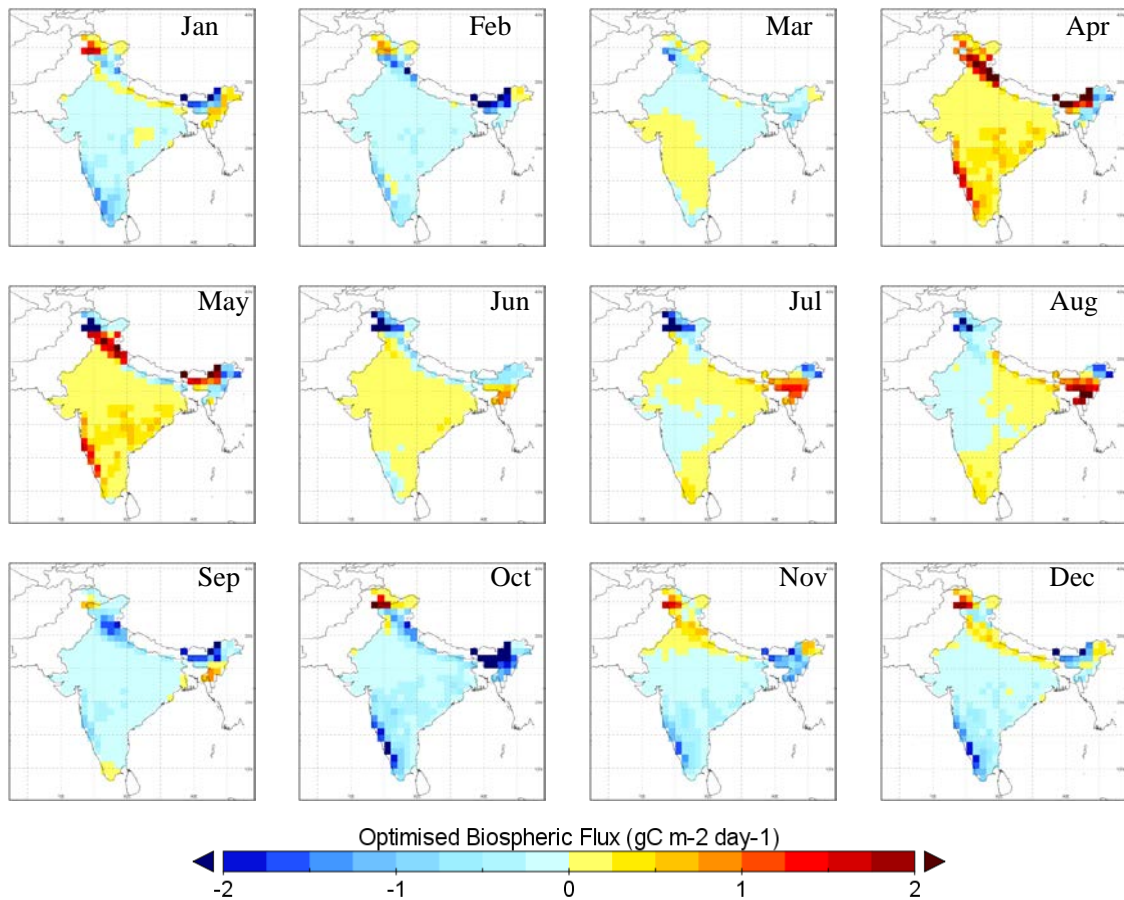 Jan
Feb
Mar
Apr
May
Jun
Jul
Aug
Sep
Oct
Nov
Dec
Optimised Biospheric Flux (gC m-2 day-1)
-2 -1 0 1 2